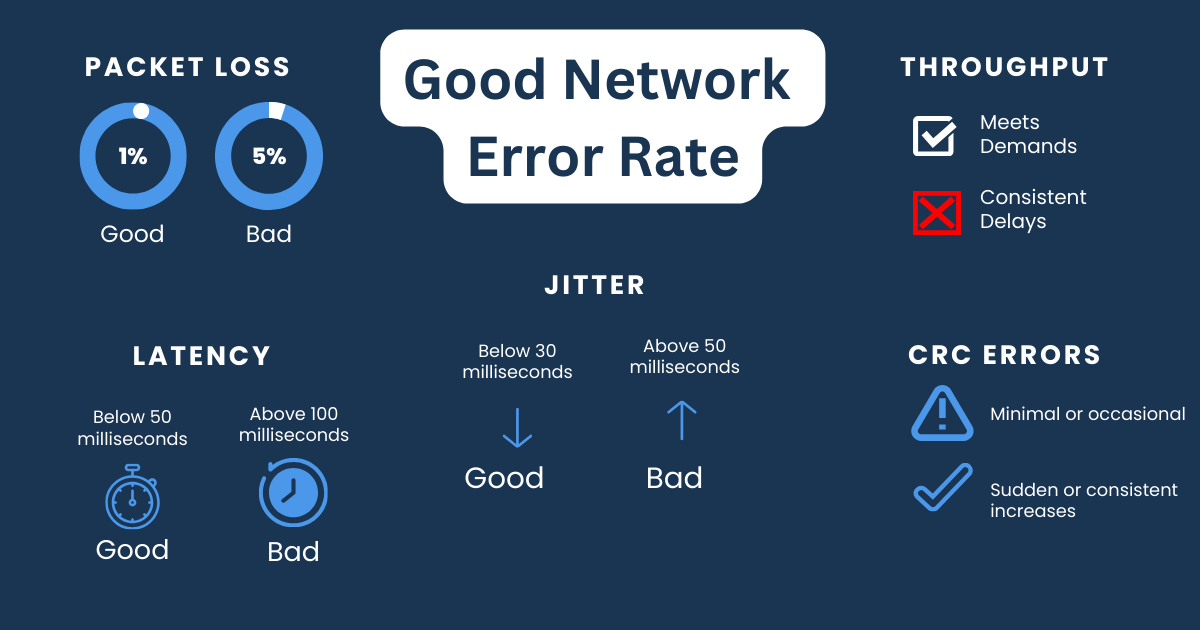 Good Network
Error Rate
PACKET LOSS
1%
5%
Good
Bad
THROUGHPUT
Meets
Demands
Consistent
Delays
JITTER
Below 30
milliseconds
Above 50
milliseconds
Good
Bad
LATENCY
Below 50
milliseconds
Above 100
milliseconds
Good
Bad
CRC ERRORS
Minimal or occasional
Sudden or consistent
increases